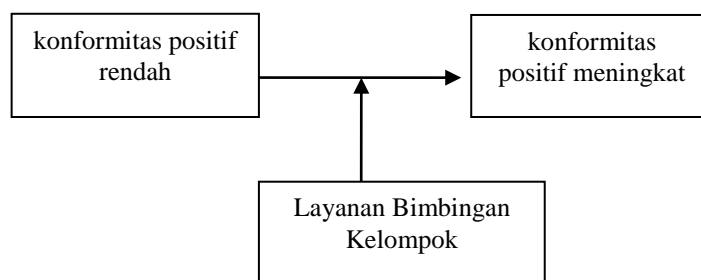 konformitas positif
rendah
konformitas
positif meningkat
Layanan Bimbingan
Kelompok